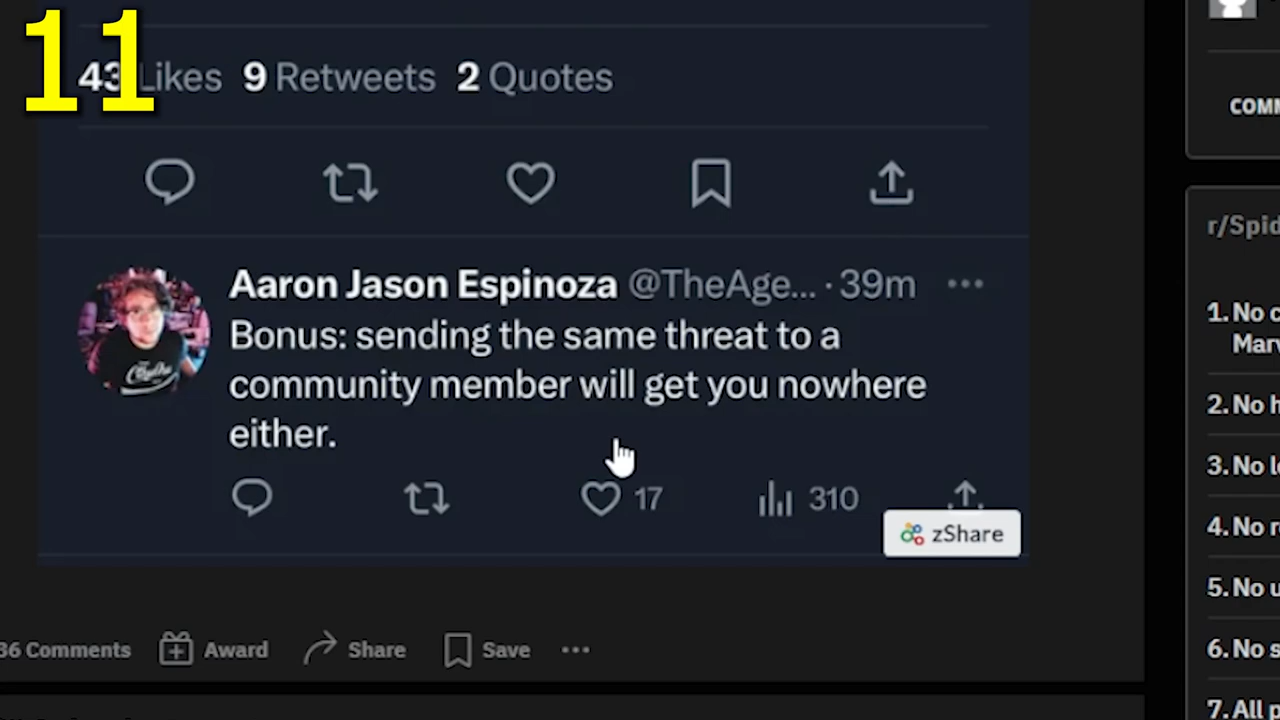 11
43 Likes 9 Retweets 2 Quotes
COM
Aaron Jason Espinoza @TheAge... · 39m
Bonus: sending the same threat to a
community member will get you nowhere
either.
17 310
zShare
36 Comments Award Share Save
r/Spid
1. No
Marv
2. No
3. No
4. No
5. No
6. No
7. All